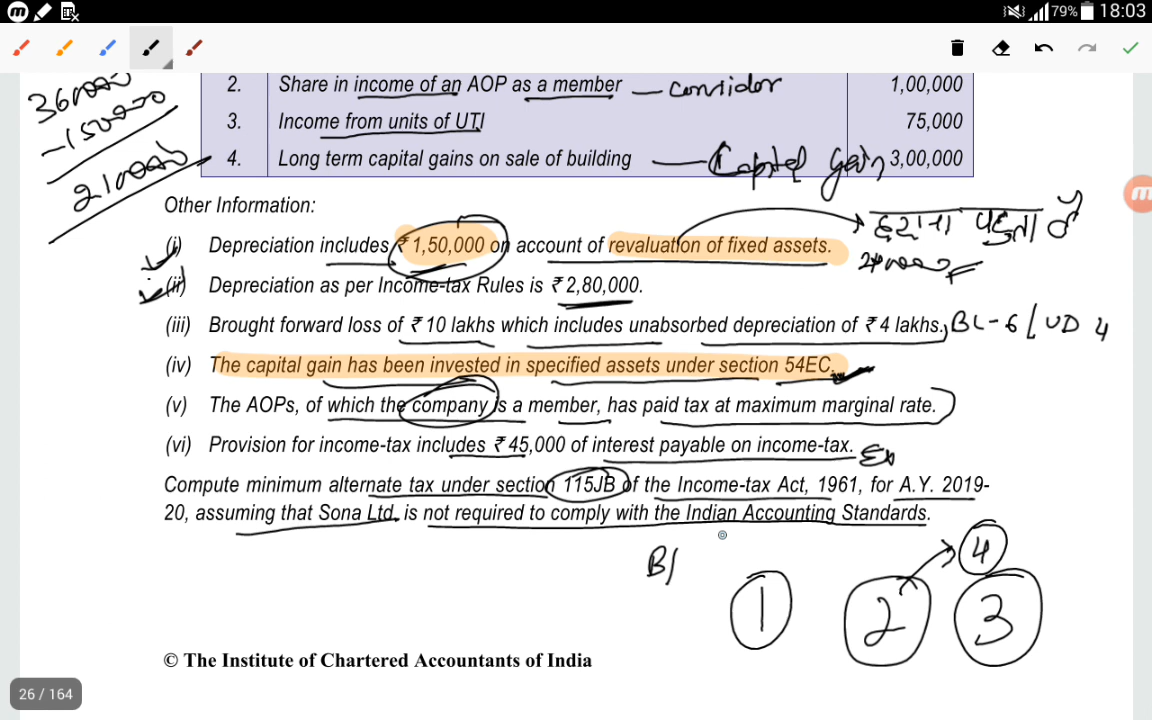 79% 18:03
360000
-150000
210000
2. Share in income of an AOP as a member — consider 1,00,000
3. Income from units of UTI 75,000
4. Long term capital gains on sale of building — Capital gain 3,00,000
Other Information:
(i) Depreciation includes ₹ 1,50,000 on account of revaluation of fixed assets. हटाना पड़ता है
(ii) Depreciation as per Income-tax Rules is ₹ 2,80,000.
(iii) Brought forward loss of ₹ 10 lakhs which includes unabsorbed depreciation of ₹ 4 lakhs. BL-6 / UD 4
(iv) The capital gain has been invested in specified assets under section 54EC.
(v) The AOPs, of which the company is a member, has paid tax at maximum marginal rate.
(vi) Provision for income-tax includes ₹ 45,000 of interest payable on income-tax.
Compute minimum alternate tax under section 115JB of the Income-tax Act, 1961, for A.Y. 2019-
20, assuming that Sona Ltd. is not required to comply with the Indian Accounting Standards.
B/ 1 2 4 3
© The Institute of Chartered Accountants of India
26 / 164